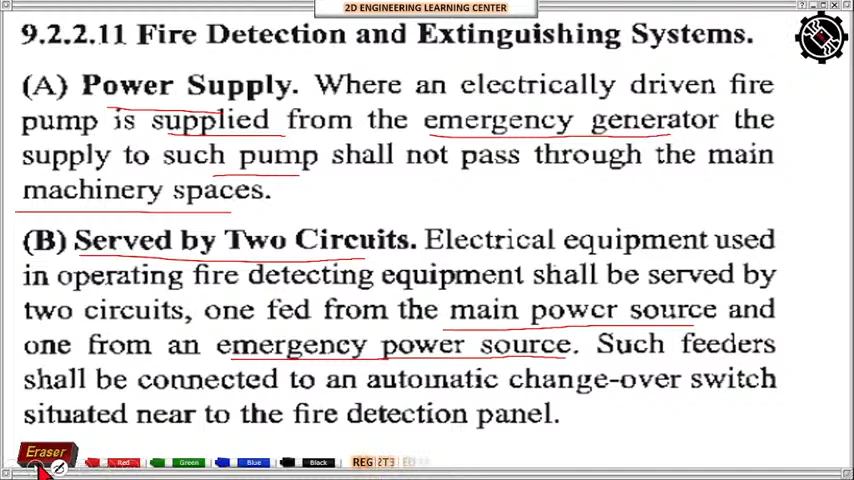 2D ENGINEERING LEARNING CENTER
9.2.2.11 Fire Detection and Extinguishing Systems.
(A) Power Supply. Where an electrically driven fire
pump is supplied from the emergency generator the
supply to such pump shall not pass through the main
machinery spaces.
(B) Served by Two Circuits. Electrical equipment used
in operating fire detecting equipment shall be served by
two circuits, one fed from the main power source and
one from an emergency power source. Such feeders
shall be connected to an automatic change-over switch
situated near to the fire detection panel.
Eraser Red Green Blue Black